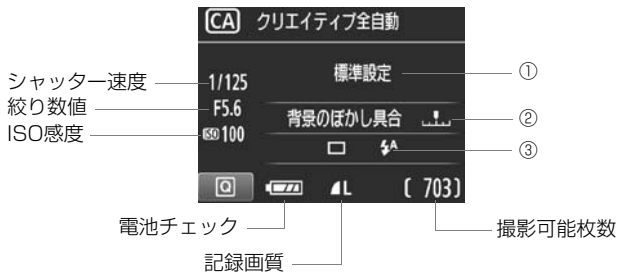 CA クリエイティブ全自動
シャッター速度 1/125 標準設定 ①
絞り数値 F5.6 背景のぼかし具合 ②
ISO感度 ISO 100
③
A
Q L [ 703]
電池チェック 撮影可能枚数
記録画質